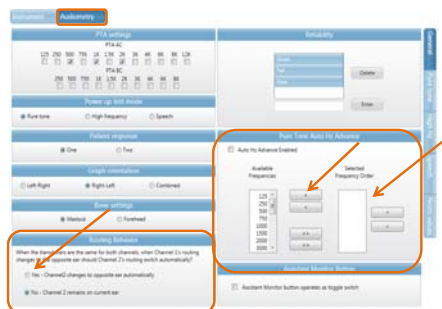 Instrument Audiometry
PTA settings
PTA AC
125 250 500 750 1K 1.5K 2K 3K 4K 6K 8K 12K
PTA BC
250 500 750 1K 1.5K 2K 3K 4K 6K 8K
Power up test mode
Pure tone High frequency Speech
Patient response
One Two
Graph orientation
Left-Right Right-Left Combined
Bone settings
Mastoid Forehead
Routing Behavior
When the transducers are the same for both channels, when Channel 1's routing
changes to the opposite ear should Channel 2's routing switch automatically?
Yes - Channel2 changes to opposite ear automatically
No - Channel 2 remains on current ear
Reliability
Good
Fair
Poor
Delete
Enter
Pure Tone Auto Hz Advance
Auto Hz Advance Enabled
Available
Frequencies
Selected
Frequency Order
125
250
500
750
1000
1500
2000
3000
>
<
>>
<<
Assistant Monitor Button
Assistant Monitor button operates as toggle switch
General
Pure tone